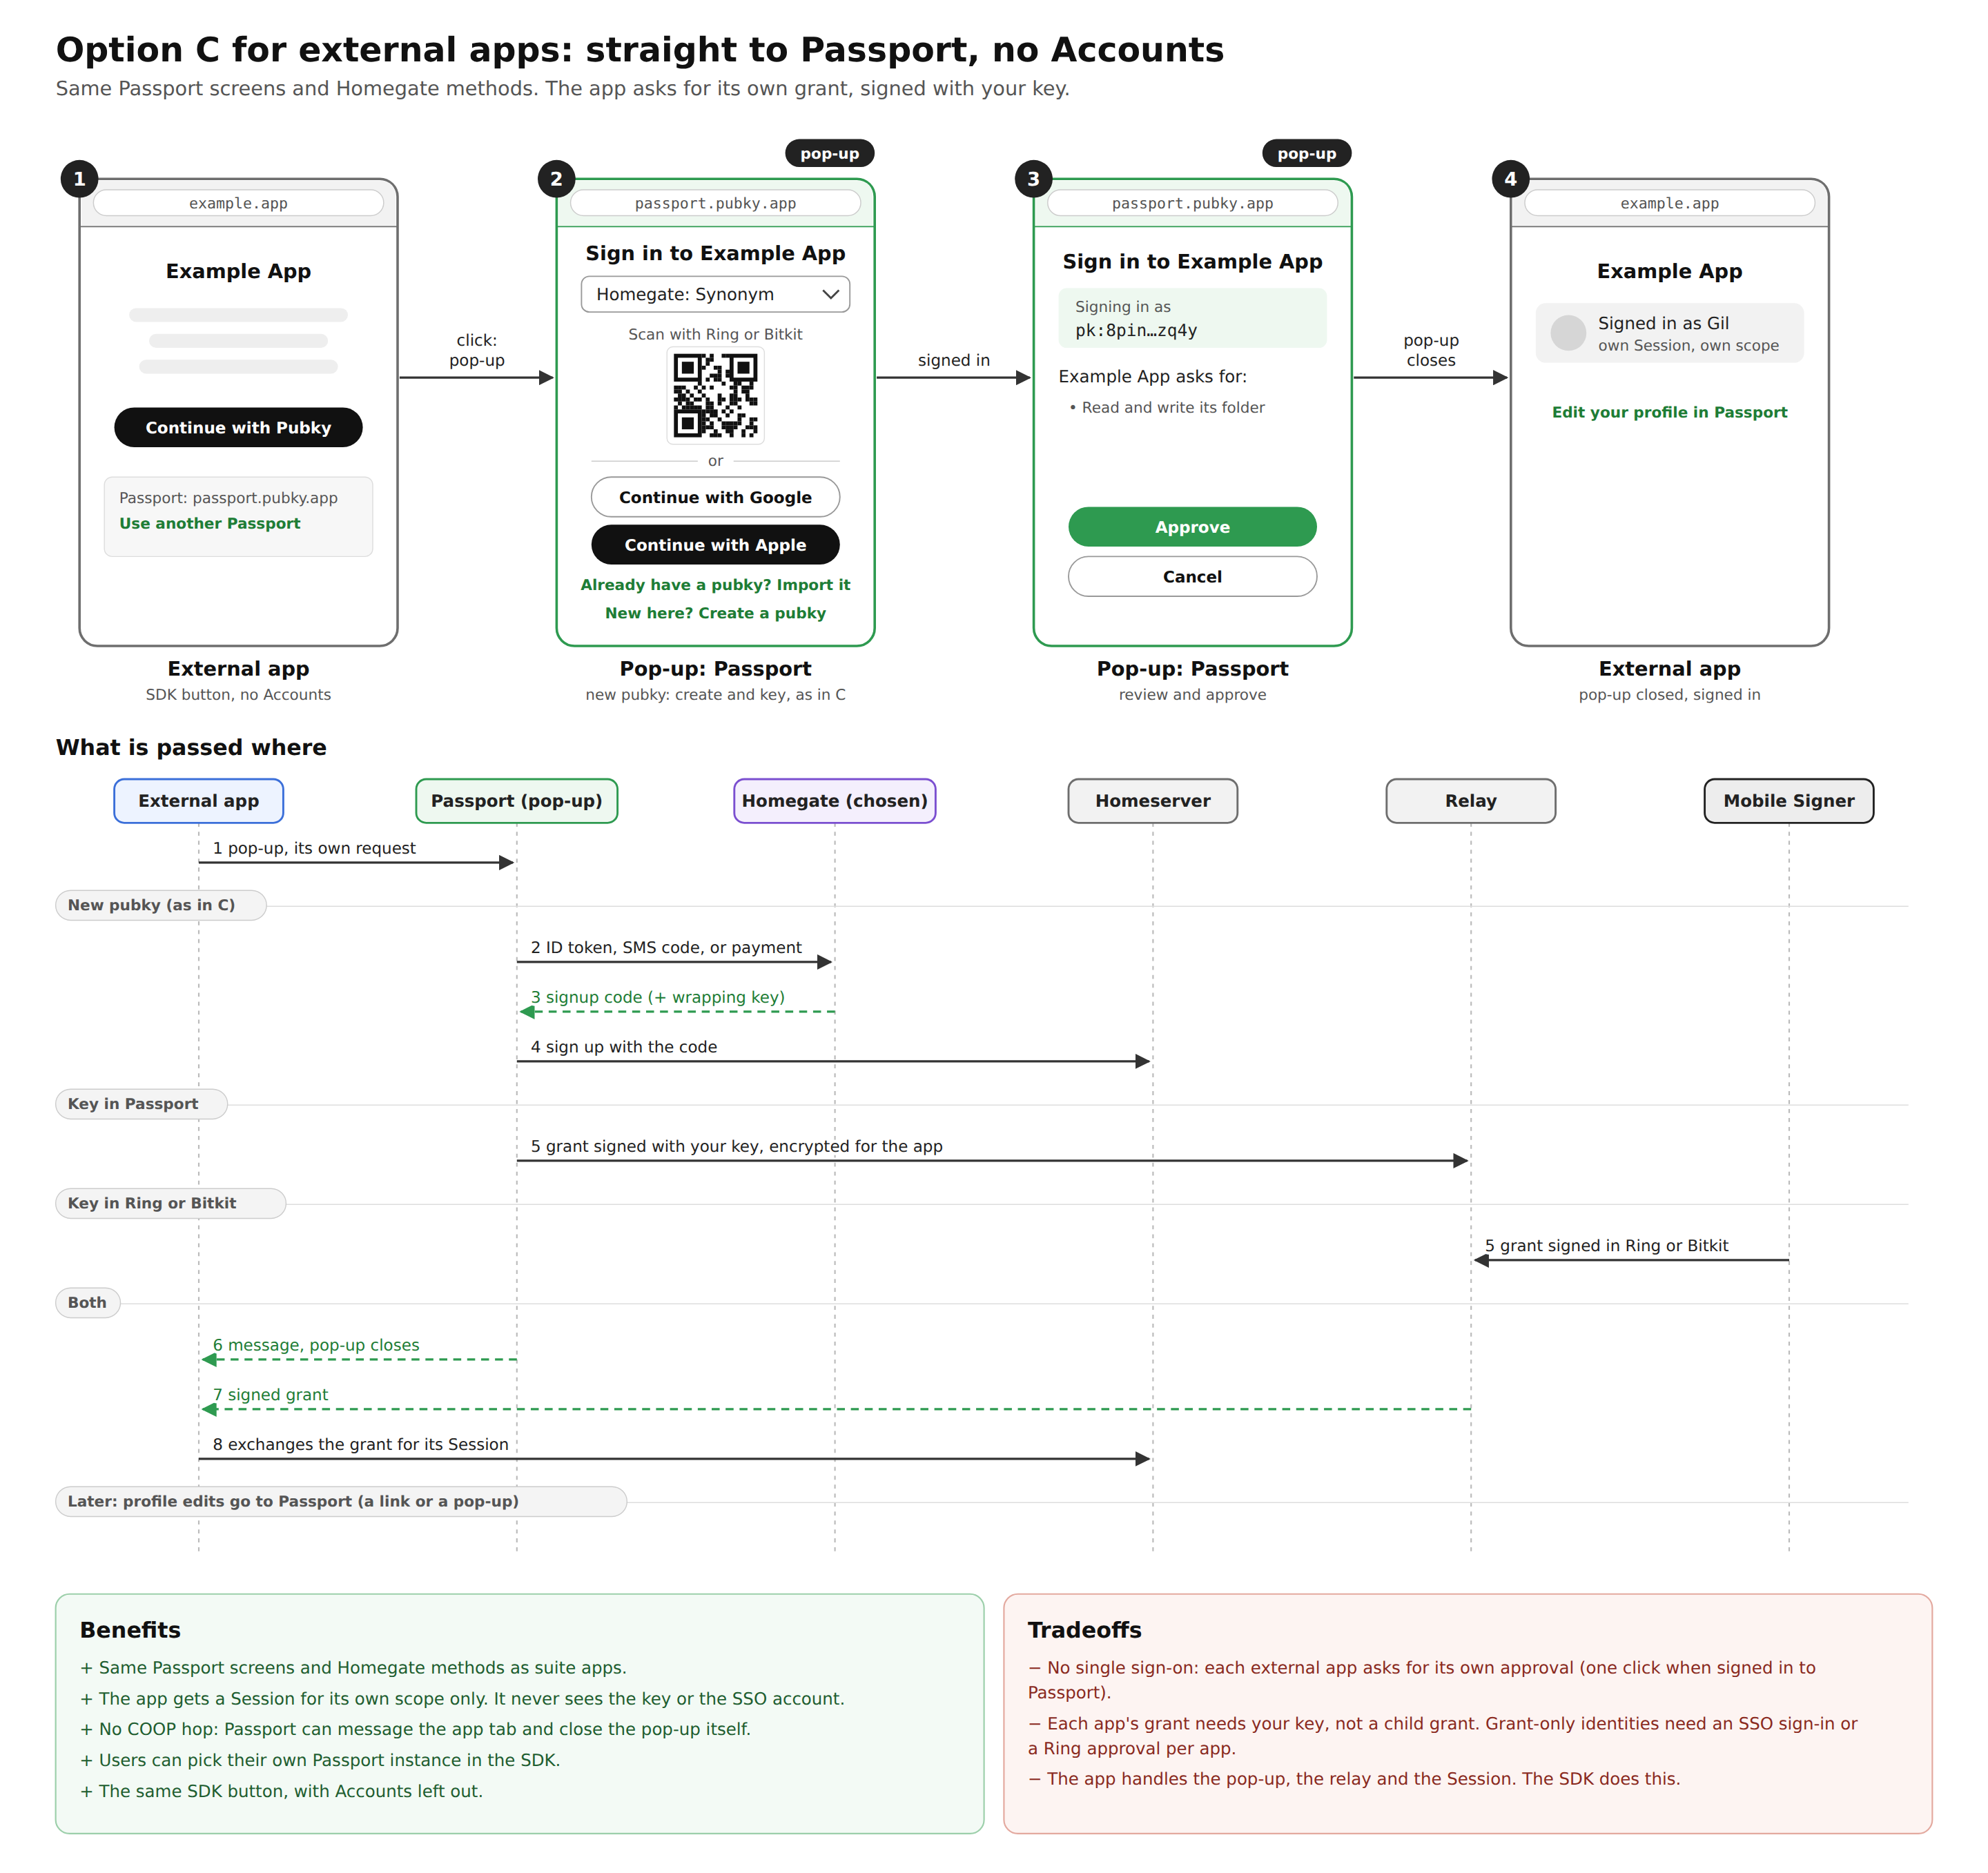 Option C for external apps: straight to Passport, no Accounts
Same Passport screens and Homegate methods. The app asks for its own grant, signed with your key.
1
example.app
Example App
Continue with Pubky
Passport: passport.pubky.app
Use another Passport
External app
SDK button, no Accounts
click:
pop-up
pop-up
2
passport.pubky.app
Sign in to Example App
Homegate: Synonym
Scan with Ring or Bitkit
or
Continue with Google
Continue with Apple
Already have a pubky? Import it
New here? Create a pubky
Pop-up: Passport
new pubky: create and key, as in C
signed in
pop-up
3
passport.pubky.app
Sign in to Example App
Signing in as
pk:8pin…zq4y
Example App asks for:
• Read and write its folder
Approve
Cancel
Pop-up: Passport
review and approve
pop-up
closes
4
example.app
Example App
Signed in as Gil
own Session, own scope
Edit your profile in Passport
External app
pop-up closed, signed in
What is passed where
External app
Passport (pop-up)
Homegate (chosen)
Homeserver
Relay
Mobile Signer
1 pop-up, its own request
New pubky (as in C)
2 ID token, SMS code, or payment
3 signup code (+ wrapping key)
4 sign up with the code
Key in Passport
5 grant signed with your key, encrypted for the app
Key in Ring or Bitkit
5 grant signed in Ring or Bitkit
Both
6 message, pop-up closes
7 signed grant
8 exchanges the grant for its Session
Later: profile edits go to Passport (a link or a pop-up)
Benefits
+ Same Passport screens and Homegate methods as suite apps.
+ The app gets a Session for its own scope only. It never sees the key or the SSO account.
+ No COOP hop: Passport can message the app tab and close the pop-up itself.
+ Users can pick their own Passport instance in the SDK.
+ The same SDK button, with Accounts left out.
Tradeoffs
− No single sign-on: each external app asks for its own approval (one click when signed in to
Passport).
− Each app's grant needs your key, not a child grant. Grant-only identities need an SSO sign-in or
a Ring approval per app.
− The app handles the pop-up, the relay and the Session. The SDK does this.